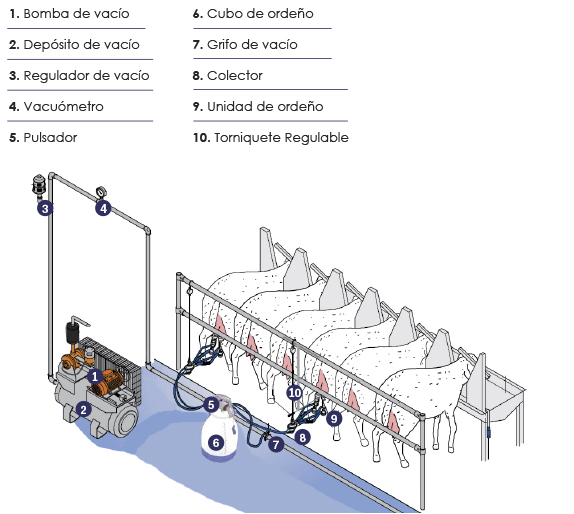 1. Bomba de vacío
2. Depósito de vacío
3. Regulador de vacío
4. Vacuómetro
5. Pulsador
6. Cubo de ordeño
7. Grifo de vacío
8. Colector
9. Unidad de ordeño
10. Torniquete Regulable
3
4
1
2
5
6
7
8
9
10